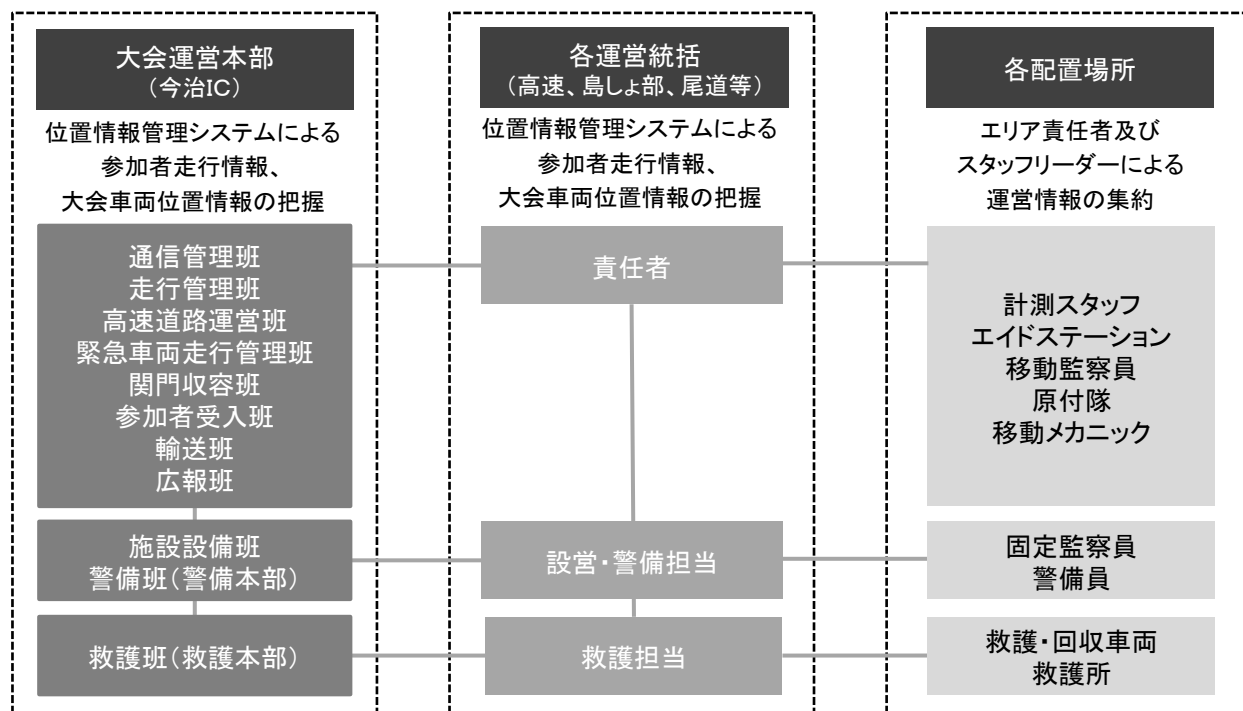 大会運営本部
（今治IC）
位置情報管理システムによる
参加者走行情報、
大会車両位置情報の把握
通信管理班
走行管理班
高速道路運営班
緊急車両走行管理班
関門収容班
参加者受入班
輸送班
広報班
施設設備班
警備班（警備本部）
救護班（救護本部）
各運営統括
（高速、島しょ部、尾道等）
位置情報管理システムによる
参加者走行情報、
大会車両位置情報の把握
責任者
設営・警備担当
救護担当
各配置場所
エリア責任者及び
スタッフリーダーによる
運営情報の集約
計測スタッフ
エイドステーション
移動監察員
原付隊
移動メカニック
固定監察員
警備員
救護・回収車両
救護所